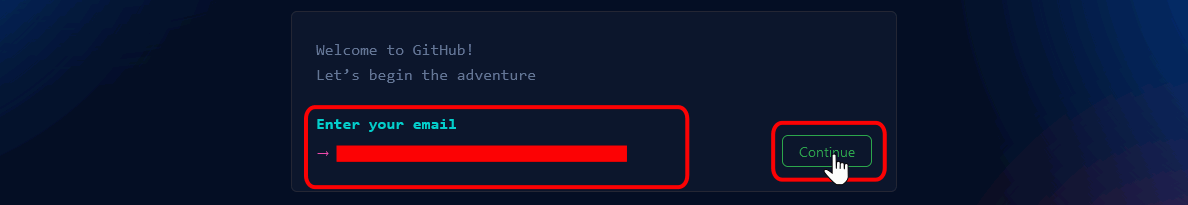 Welcome to GitHub!
Let’s begin the adventure
Enter your email
→
Continue